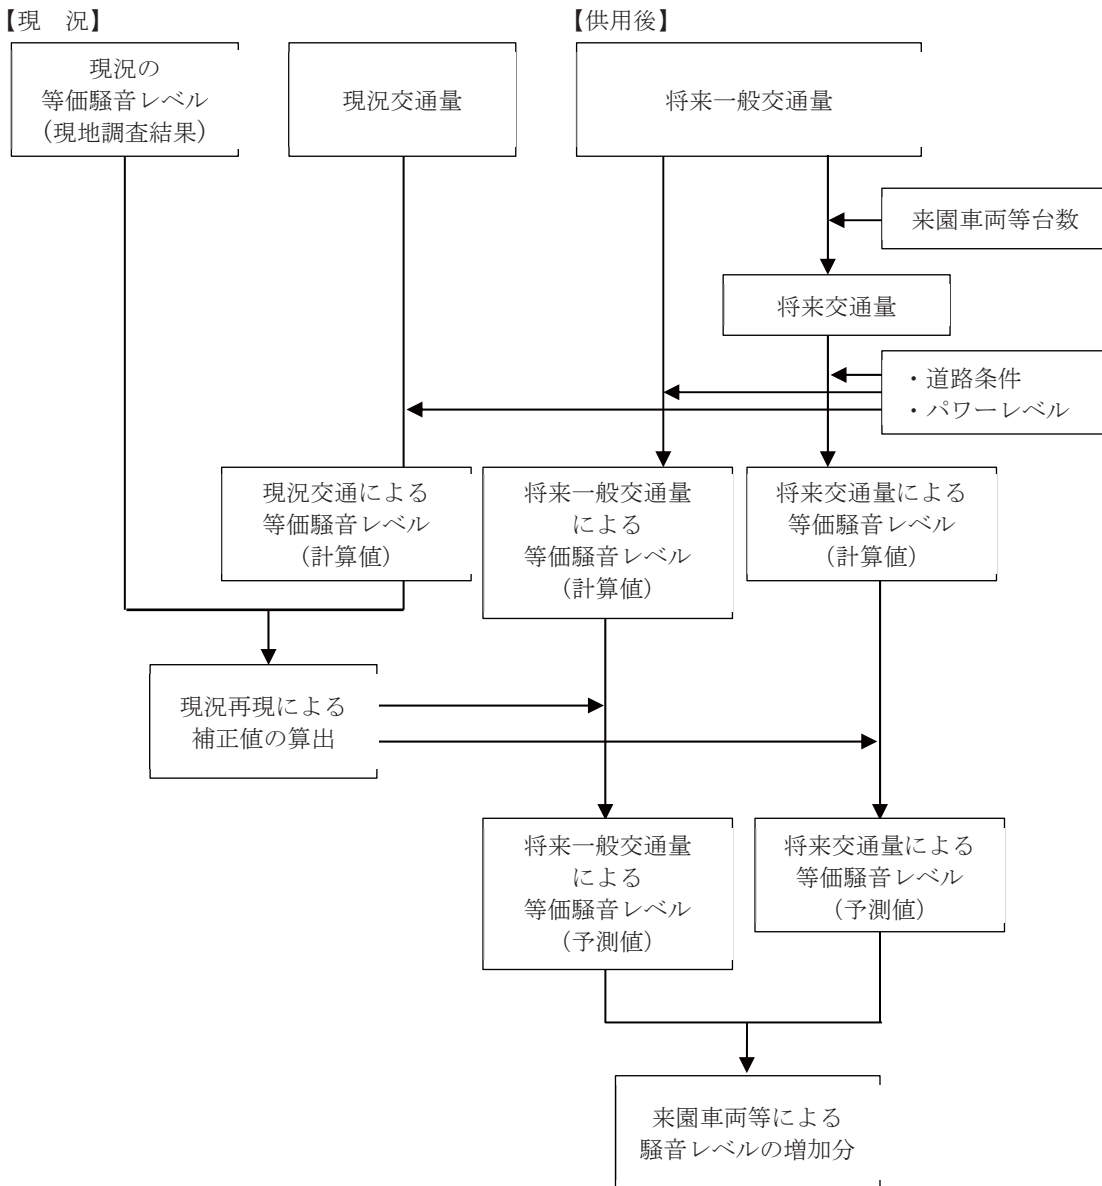 【現　況】
【供用後】
現況の
等価騒音レベル
(現地調査結果)
現況交通量
将来一般交通量
来園車両等台数
将来交通量
・道路条件
・パワーレベル
現況交通による
等価騒音レベル
(計算値)
将来一般交通量
による
等価騒音レベル
(計算値)
将来交通量による
等価騒音レベル
(計算値)
現況再現による
補正値の算出
将来一般交通量
による
等価騒音レベル
(予測値)
将来交通量による
等価騒音レベル
(予測値)
来園車両等による
騒音レベルの増加分